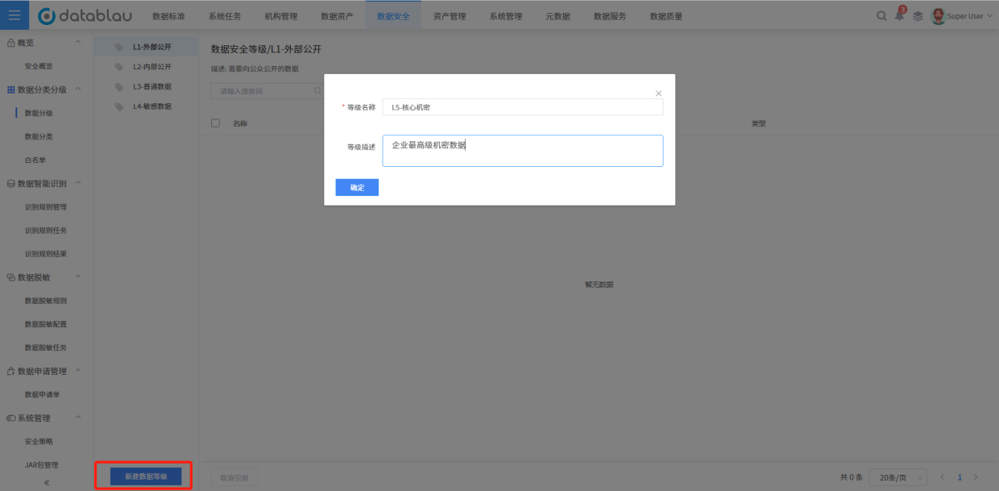 datablau 数据标准 系统任务 机构管理 数据资产 数据安全 资产管理 系统管理 元数据 数据服务 数据质量 3 Super User
概览
安全概览
数据分类分级
数据分级
数据分类
白名单
数据智能识别
识别规则管理
识别规则任务
识别规则结果
数据脱敏
数据脱敏规则
数据脱敏配置
数据脱敏任务
数据申请管理
数据申请单
系统管理
安全策略
JAR包管理
«
L1-外部公开
L2-内部公开
L3-普通数据
L4-敏感数据
新建数据等级
数据安全等级/L1-外部公开
描述: 需要向公众公开的数据
请输入搜索词
名称 类型
* 等级名称 L5-核心机密
等级描述 企业最高级机密数据
确定
暂无数据
取消引用 共 0 条 20条/页 1